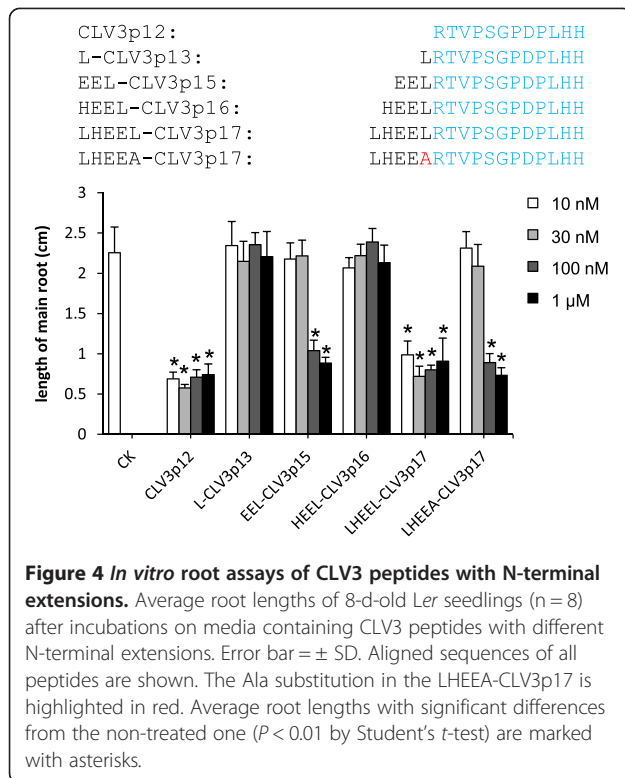 CLV3p12: RTVPSGPDPLHH
L-CLV3p13: LRTVPSGPDPLHH
EEL-CLV3p15: EELRTVPSGPDPLHH
HEEL-CLV3p16: HEELRTVPSGPDPLHH
LHEEL-CLV3p17: LHEELRTVPSGPDPLHH
LHEEA-CLV3p17: LHEEARTVPSGPDPLHH
length of main root (cm)
3
2.5
2
1.5
1
0.5
0
* * * *
* *
* * * *
* *
10 nM
30 nM
100 nM
1 µM
CK
CLV3p12
L-CLV3p13
EEL-CLV3p15
HEEL-CLV3p16
LHEEL-CLV3p17
LHEEA-CLV3p17
Figure 4 In vitro root assays of CLV3 peptides with N-terminal
extensions. Average root lengths of 8-d-old Ler seedlings (n = 8)
after incubations on media containing CLV3 peptides with different
N-terminal extensions. Error bar = ± SD. Aligned sequences of all
peptides are shown. The Ala substitution in the LHEEA-CLV3p17 is
highlighted in red. Average root lengths with significant differences
from the non-treated one (P < 0.01 by Student's t-test) are marked
with asterisks.